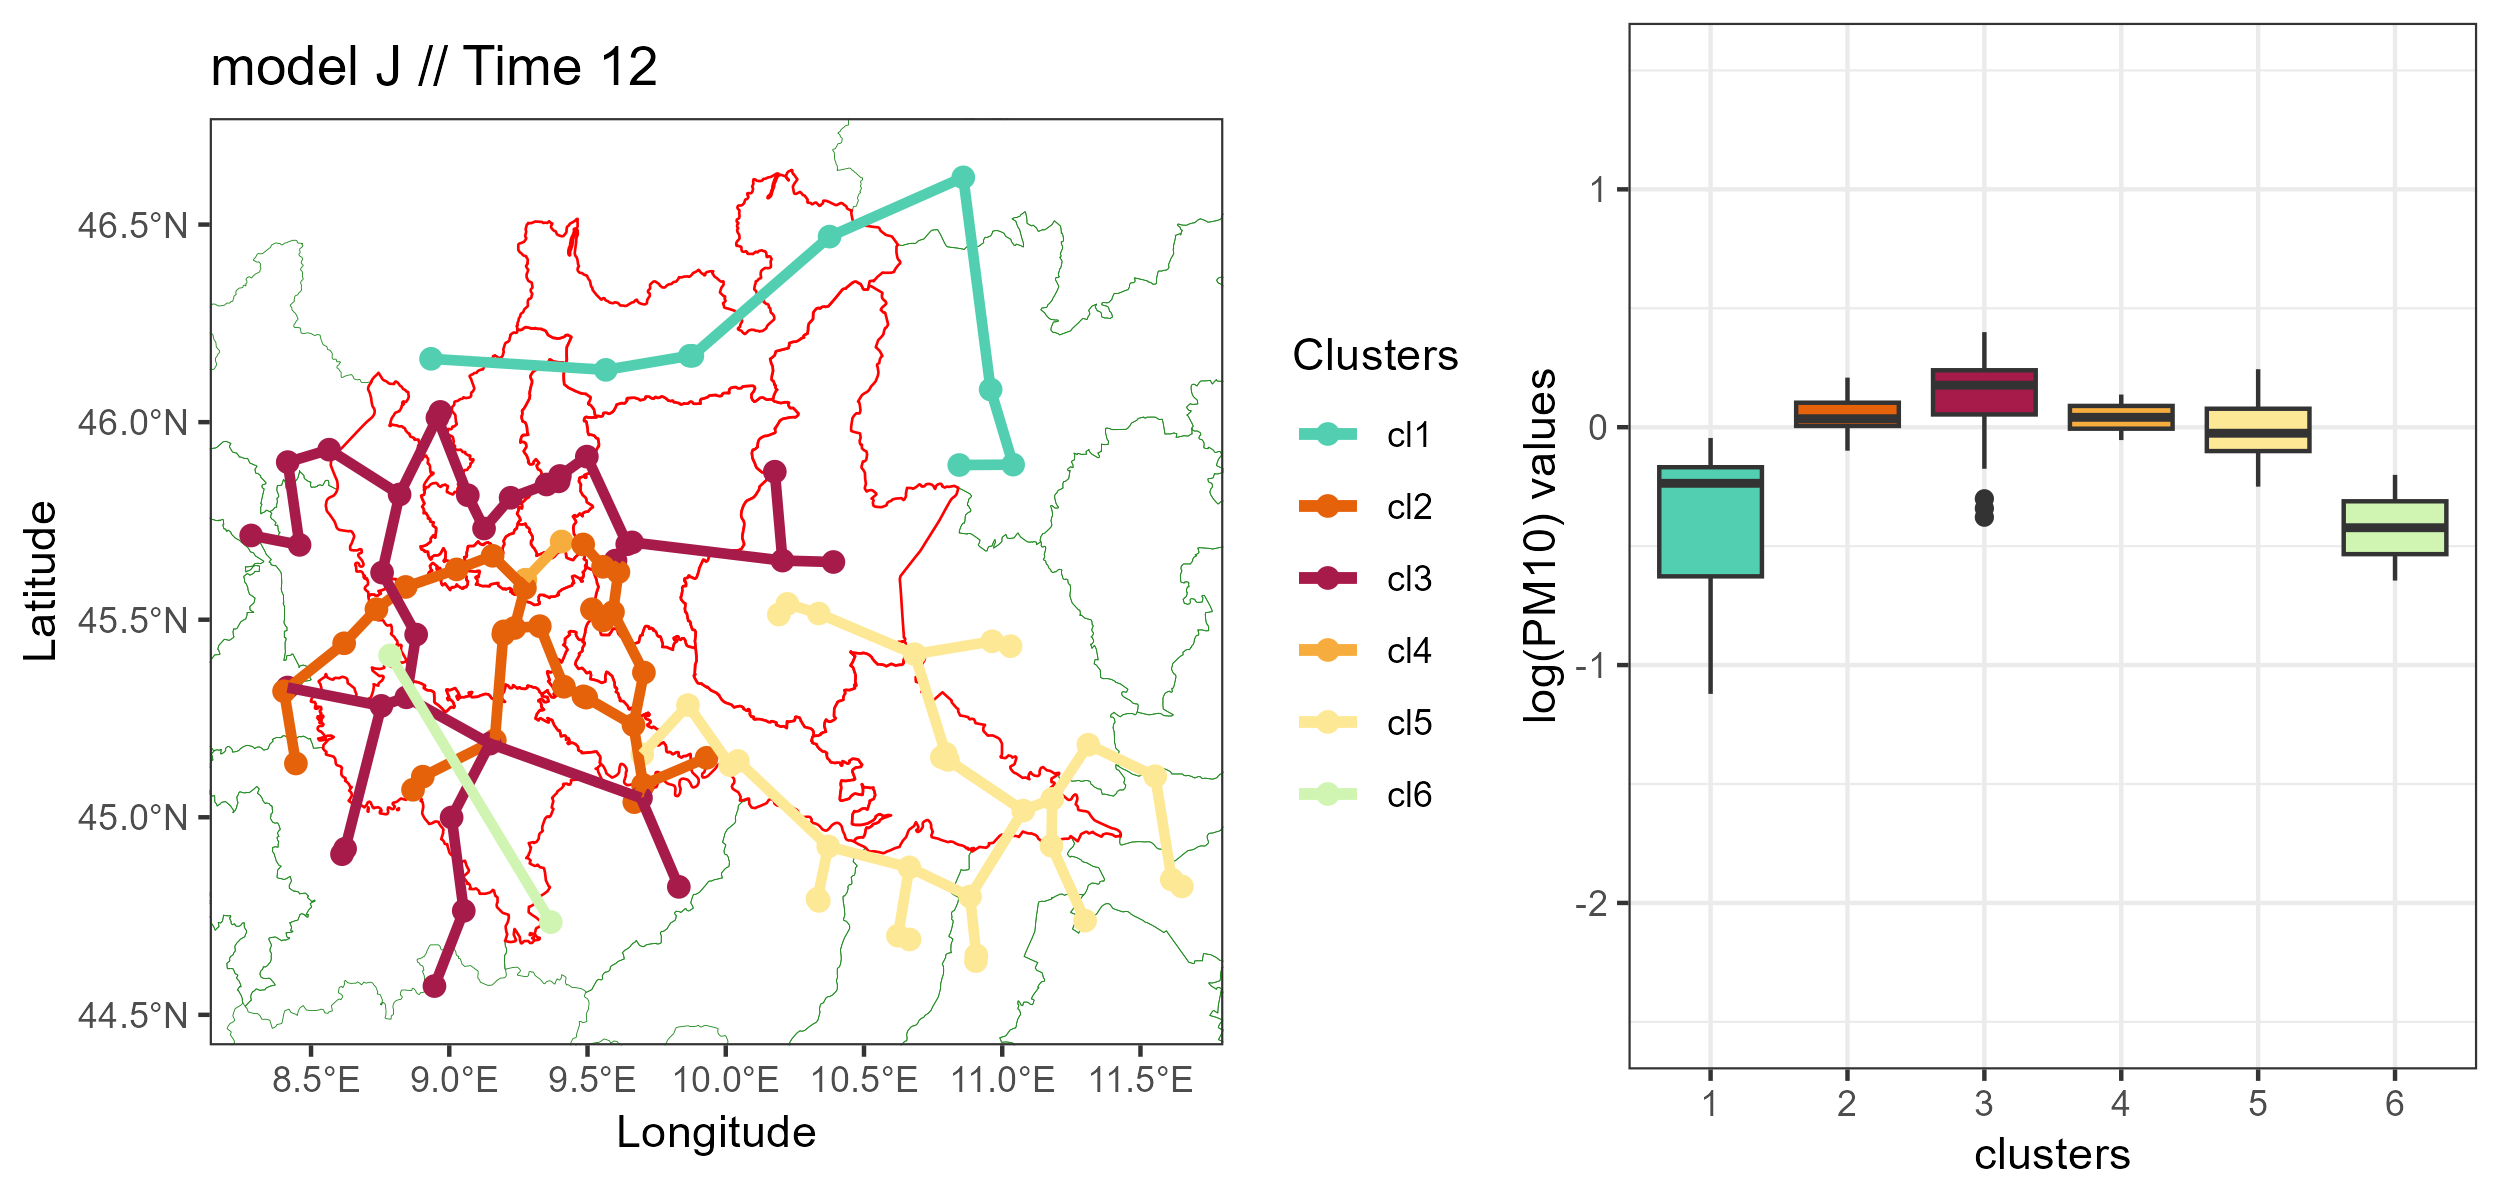 model J // Time 12
Latitude
46.5°N
46.0°N
45.5°N
45.0°N
44.5°N
8.5°E 9.0°E 9.5°E 10.0°E 10.5°E 11.0°E 11.5°E
Longitude
Clusters
cl1
cl2
cl3
cl4
cl5
cl6
log(PM10) values
1
0
-1
-2
1 2 3 4 5 6
clusters